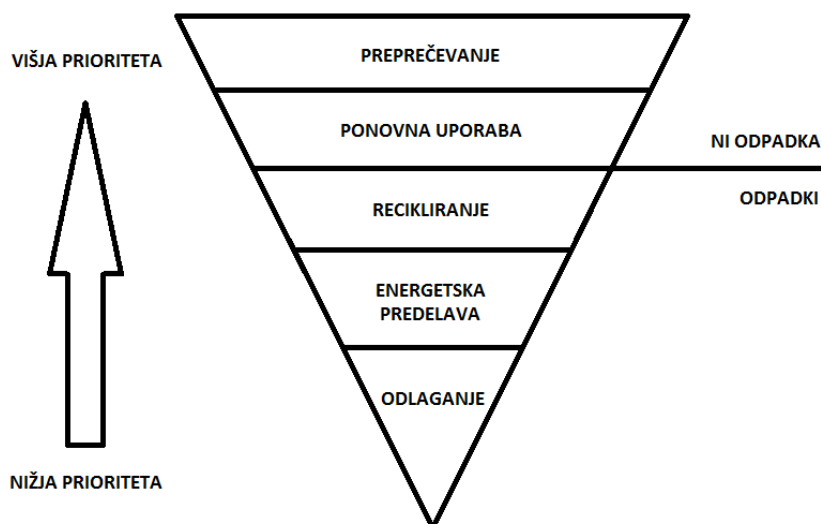 VIŠJA PRIORITETA
PREPREČEVANJE
PONOVNA UPORABA
NI ODPADKA
ODPADKI
RECIKLIRANJE
ENERGETSKA
PREDELAVA
ODLAGANJE
NIŽJA PRIORITETA